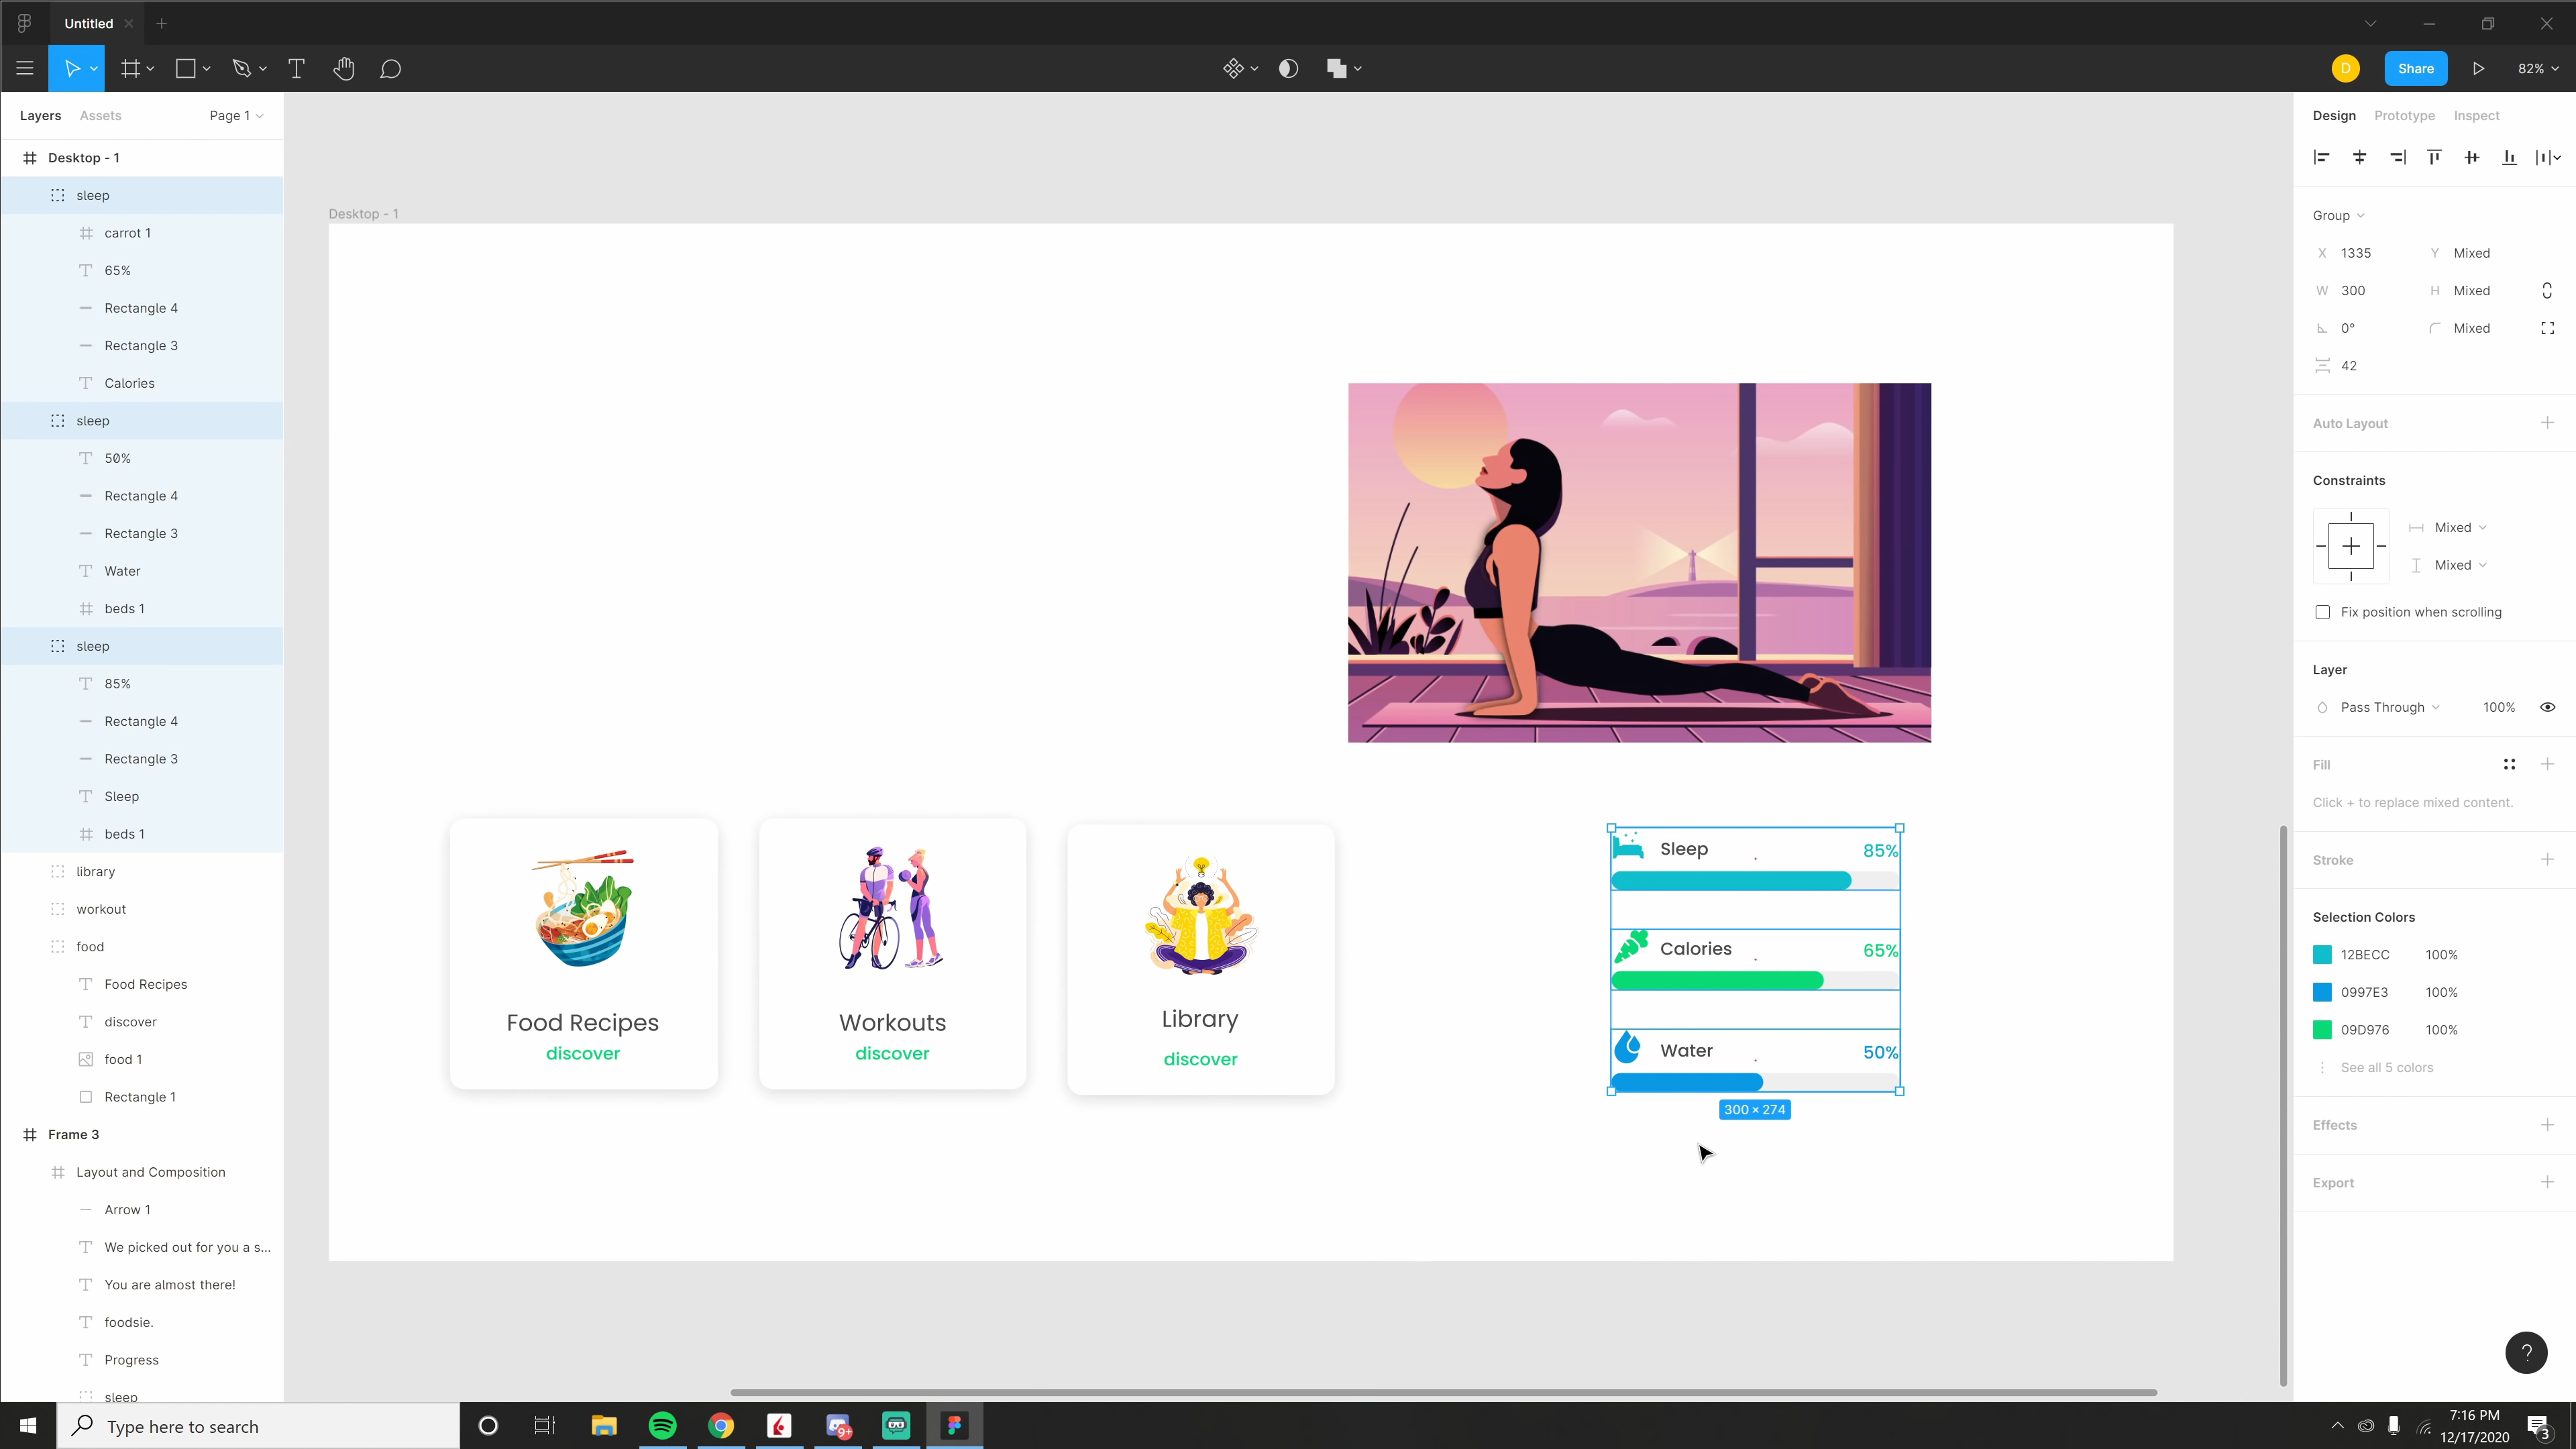 Untitled
Share
82%
D
Layers
Assets
Page 1
Desktop - 1
sleep
carrot 1
65%
Rectangle 4
Rectangle 3
Calories
sleep
50%
Rectangle 4
Rectangle 3
Water
beds 1
sleep
85%
Rectangle 4
Rectangle 3
Sleep
beds 1
library
workout
food
Food Recipes
discover
food 1
Rectangle 1
Frame 3
Layout and Composition
Arrow 1
We picked out for you a s...
You are almost there!
foodsie.
Progress
sleep
Desktop - 1
Food Recipes
discover
Workouts
discover
Library
discover
Sleep
85%
Calories
65%
Water
50%
300 × 274
Design
Prototype
Inspect
Group
X 1335 Y Mixed
W 300 H Mixed
0° Mixed
42
Auto Layout
Constraints
Mixed
Mixed
Fix position when scrolling
Layer
Pass Through 100%
Fill
Click + to replace mixed content.
Stroke
Selection Colors
12BECC 100%
0997E3 100%
09D976 100%
See all 5 colors
Effects
Export
?
Type here to search
9+
7:16 PM
12/17/2020
3